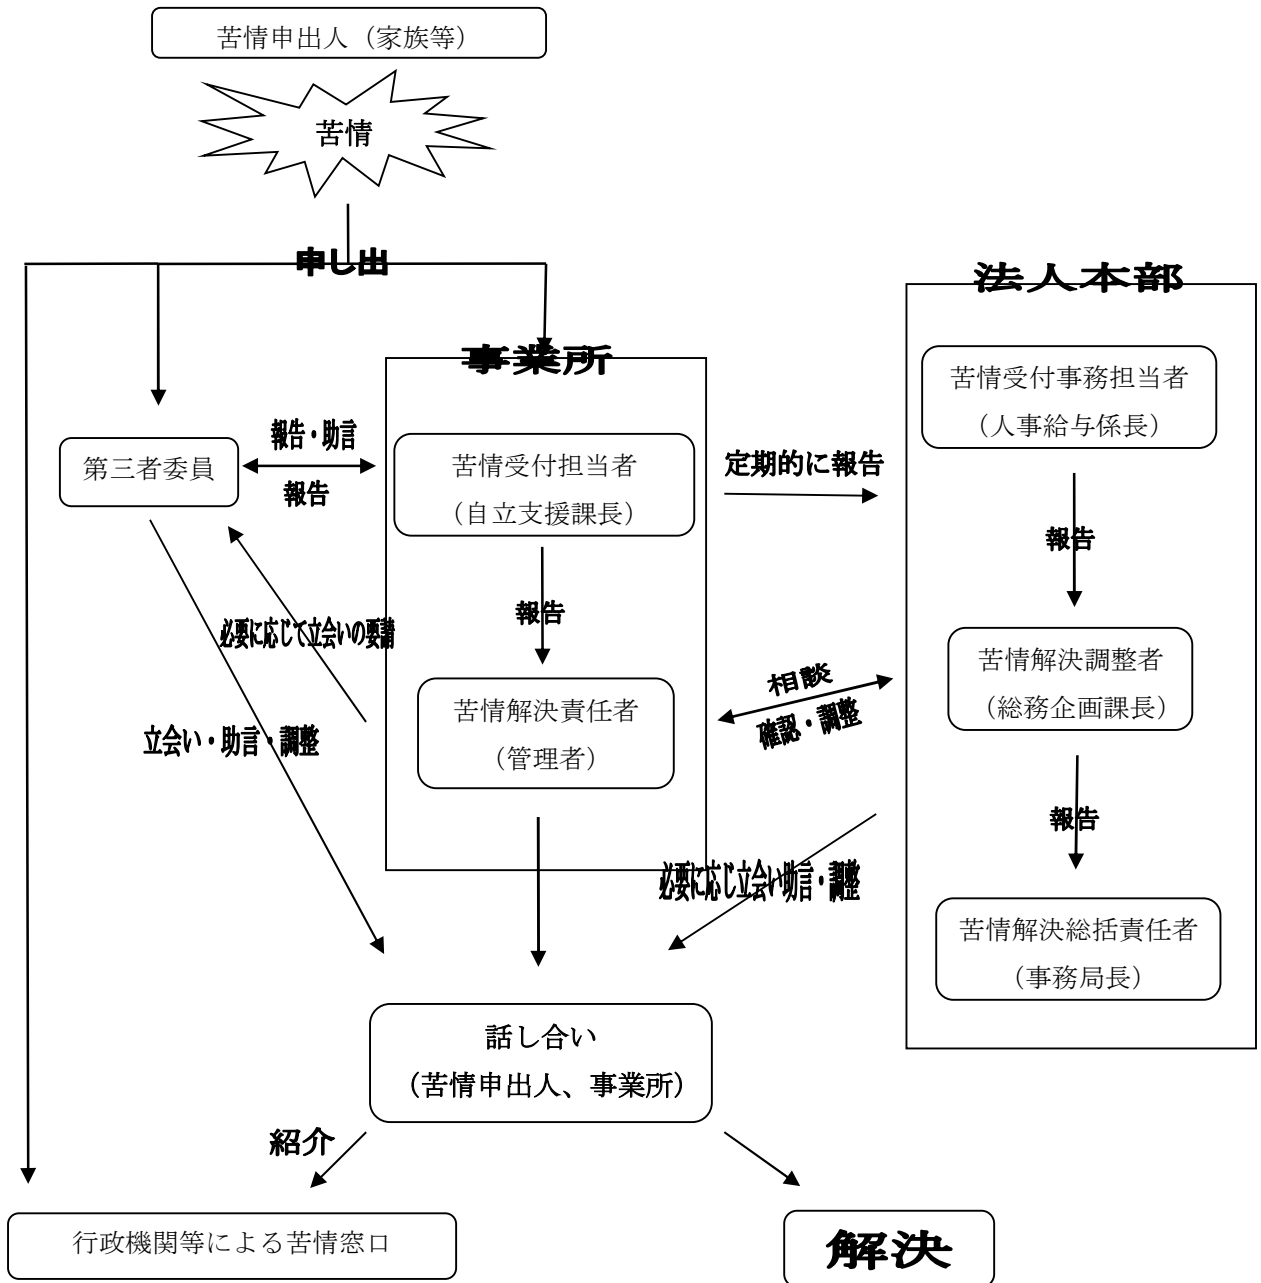 苦情申出人（家族等）
苦情
申し出
法人本部
事業所
苦情受付事務担当者
（人事給与係長）
報告・助言
第三者委員
報告
苦情受付担当者
（自立支援課長）
定期的に報告
報告
報告
必要に応じて立会いの要請
苦情解決調整者
（総務企画課長）
相談
確認・調整
苦情解決責任者
（管理者）
立会い・助言・調整
報告
必要に応じ立会い助言・調整
苦情解決総括責任者
（事務局長）
話し合い
（苦情申出人、事業所）
紹介
行政機関等による苦情窓口
解決